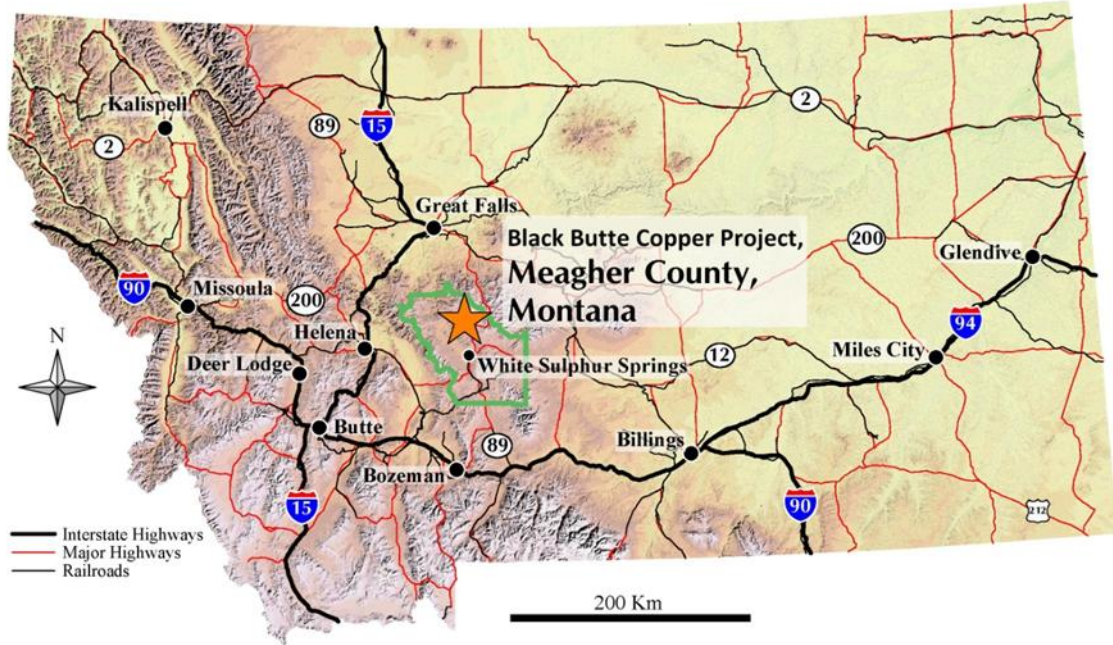 Kalispell
2
89
15
2
Great Falls
Black Butte Copper Project,
Meagher County,
Montana
200
Glendive
90
Missoula
200
Helena
94
N
Deer Lodge
White Sulphur Springs
12
Miles City
Butte
89
Billings
Bozeman
15
90
212
Interstate Highways
Major Highways
Railroads
200 Km